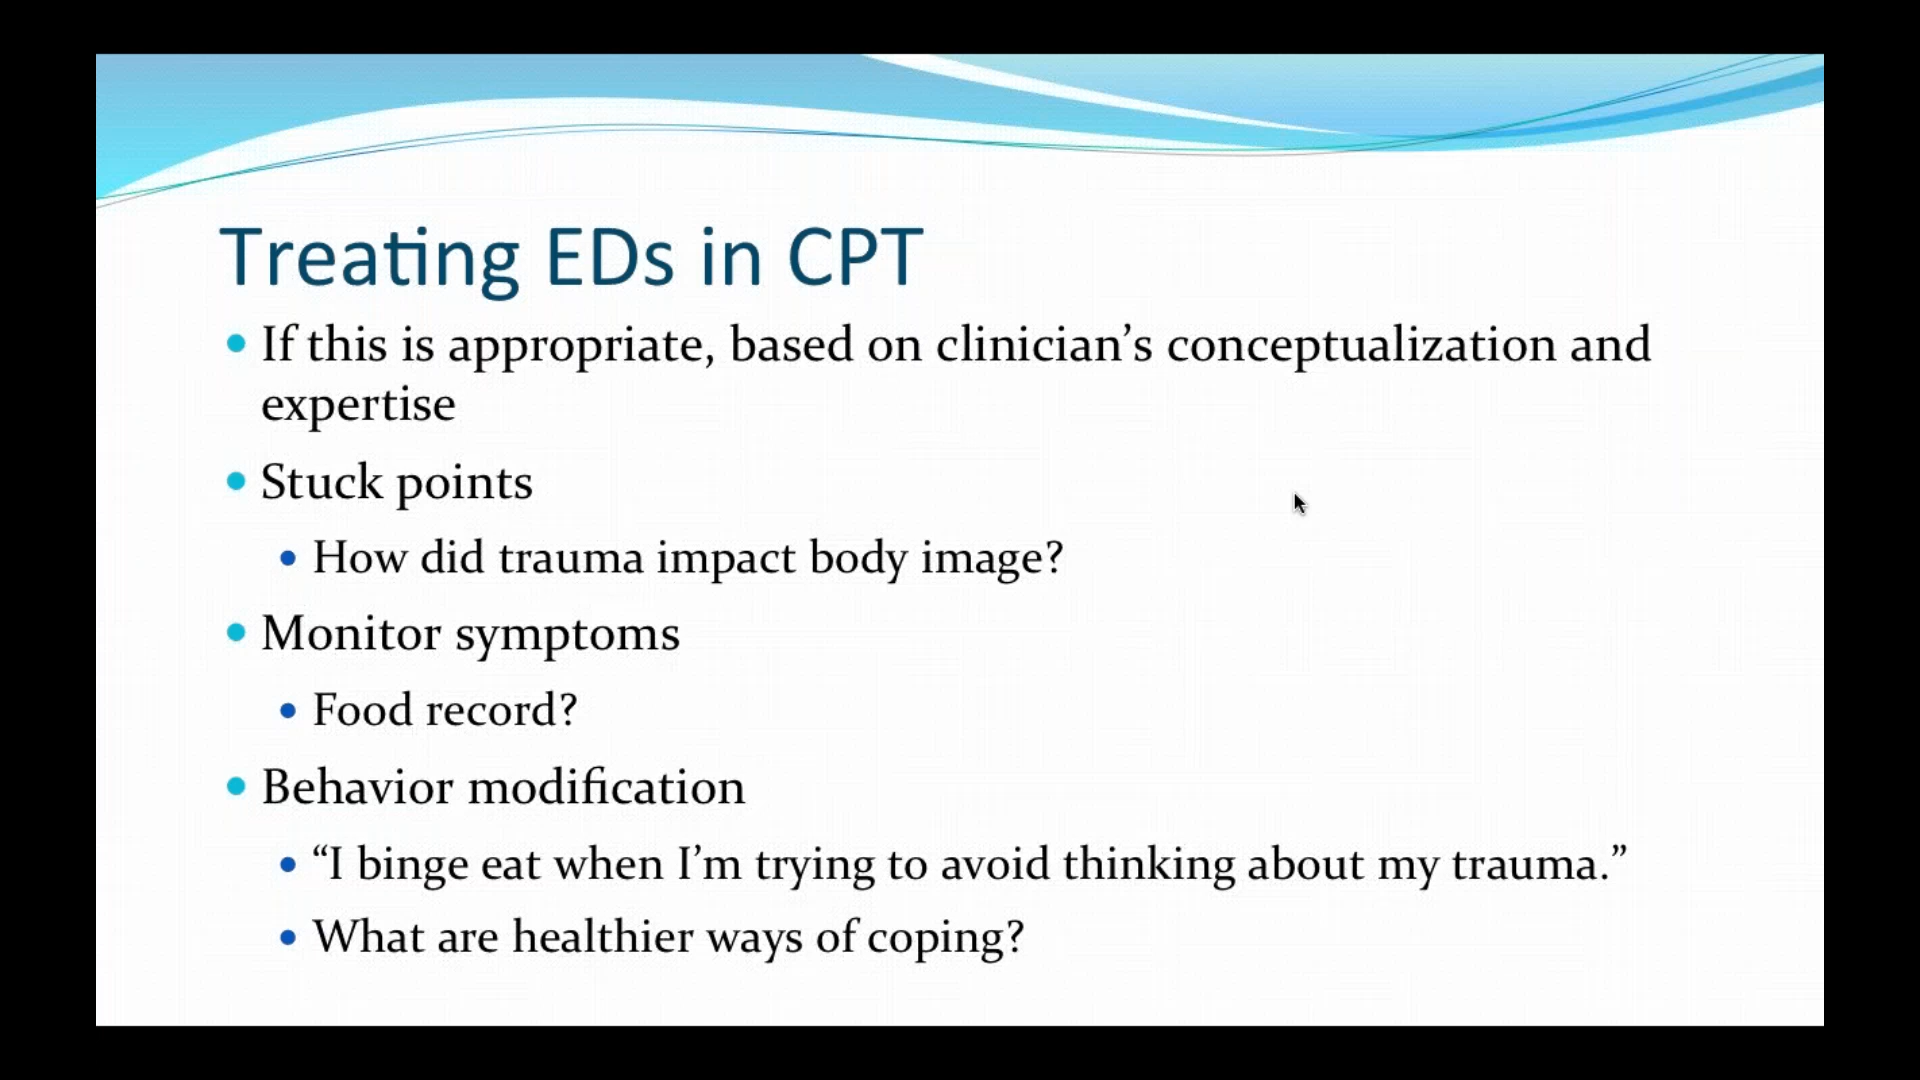 Treating EDs in CPT
If this is appropriate, based on clinician’s conceptualization and
expertise
Stuck points
How did trauma impact body image?
Monitor symptoms
Food record?
Behavior modification
“I binge eat when I’m trying to avoid thinking about my trauma.”
What are healthier ways of coping?